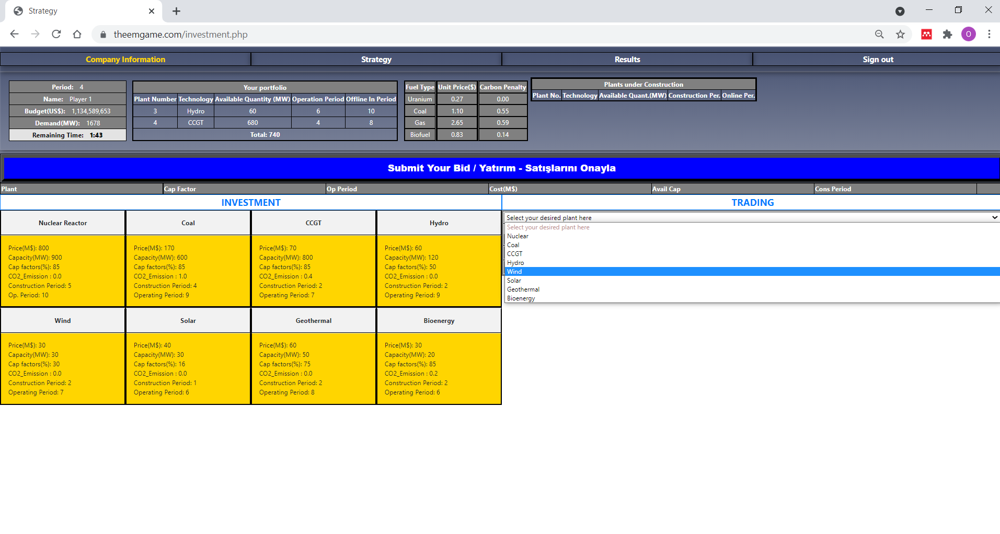 Strategy
theemgame.com/investment.php
O
Company Information
Strategy
Results
Sign out
Period: 4
Name: Player 1
Budget(US$): 1,134,589,653
Demand(MW): 1678
Remaining Time: 1:43
Your portfolio
Plant Number Technology Available Quantity (MW) Operation Period Offline In Period
3 Hydro 60 6 10
4 CCGT 680 4 8
Total: 740
Fuel Type Unit Price($) Carbon Penalty
Uranium 0.27 0.00
Coal 1.10 0.55
Gas 2.65 0.59
Biofuel 0.83 0.14
Plants under Construction
Plant No. Technology Available Quant.(MW) Construction Per. Online Per.
Submit Your Bid / Yatırım - Satışlarını Onayla
Plant Cap Factor Op Period Cost(M$) Avail Cap Cons Period
INVESTMENT
Nuclear Reactor
Price(M$): 800
Capacity(MW): 900
Cap factors(%): 85
CO2_Emission : 0.0
Construction Period: 5
Op. Period: 10
Coal
Price(M$): 170
Capacity(MW): 600
Cap factors(%): 85
CO2_Emission : 1.0
Construction Period: 4
Operating Period: 9
CCGT
Price(M$): 70
Capacity(MW): 800
Cap factors(%): 85
CO2_Emission : 0.4
Construction Period: 2
Operating Period: 7
Hydro
Price(M$): 60
Capacity(MW): 120
Cap factors(%): 50
CO2_Emission : 0.0
Construction Period: 2
Operating Period: 9
Wind
Price(M$): 30
Capacity(MW): 30
Cap factors(%): 30
CO2_Emission : 0.0
Construction Period: 2
Operating Period: 7
Solar
Price(M$): 40
Capacity(MW): 30
Cap factors(%): 16
CO2_Emission : 0.0
Construction Period: 1
Operating Period: 6
Geothermal
Price(M$): 60
Capacity(MW): 50
Cap factors(%): 75
CO2_Emission : 0.0
Construction Period: 2
Operating Period: 8
Bioenergy
Price(M$): 30
Capacity(MW): 20
Cap factors(%): 85
CO2_Emission : 0.2
Construction Period: 2
Operating Period: 6
TRADING
Select your desired plant here
Select your desired plant here
Nuclear
Coal
CCGT
Hydro
Wind
Solar
Geothermal
Bioenergy